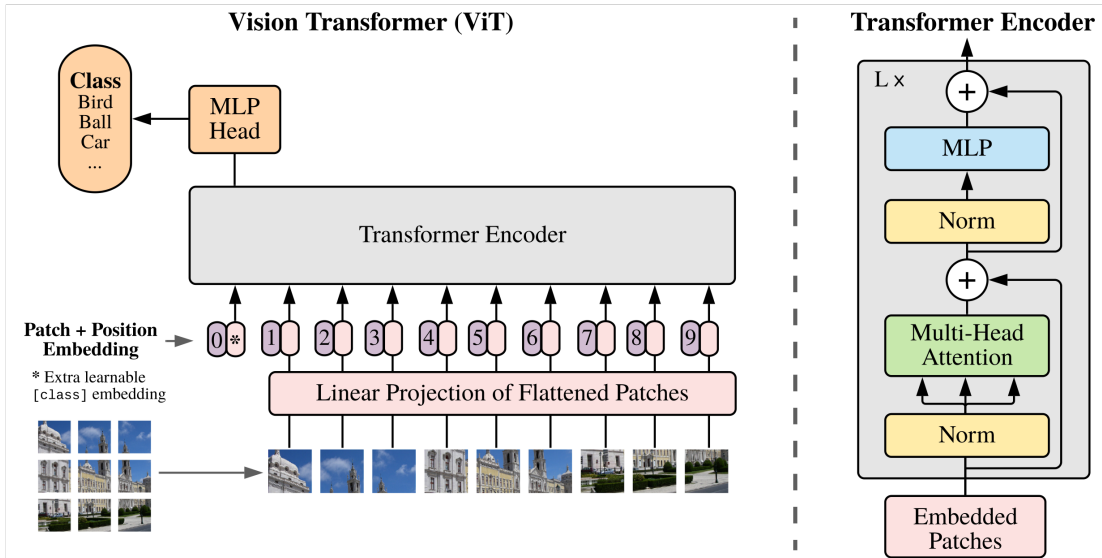 Vision Transformer (ViT)
Class
Bird
Ball
Car
...
MLP
Head
Transformer Encoder
Patch + Position
Embedding
0 * 1 2 3 4 5 6 7 8 9
* Extra learnable
[class] embedding
Linear Projection of Flattened Patches
Transformer Encoder
L ×
+
MLP
Norm
+
Multi-Head
Attention
Norm
Embedded
Patches